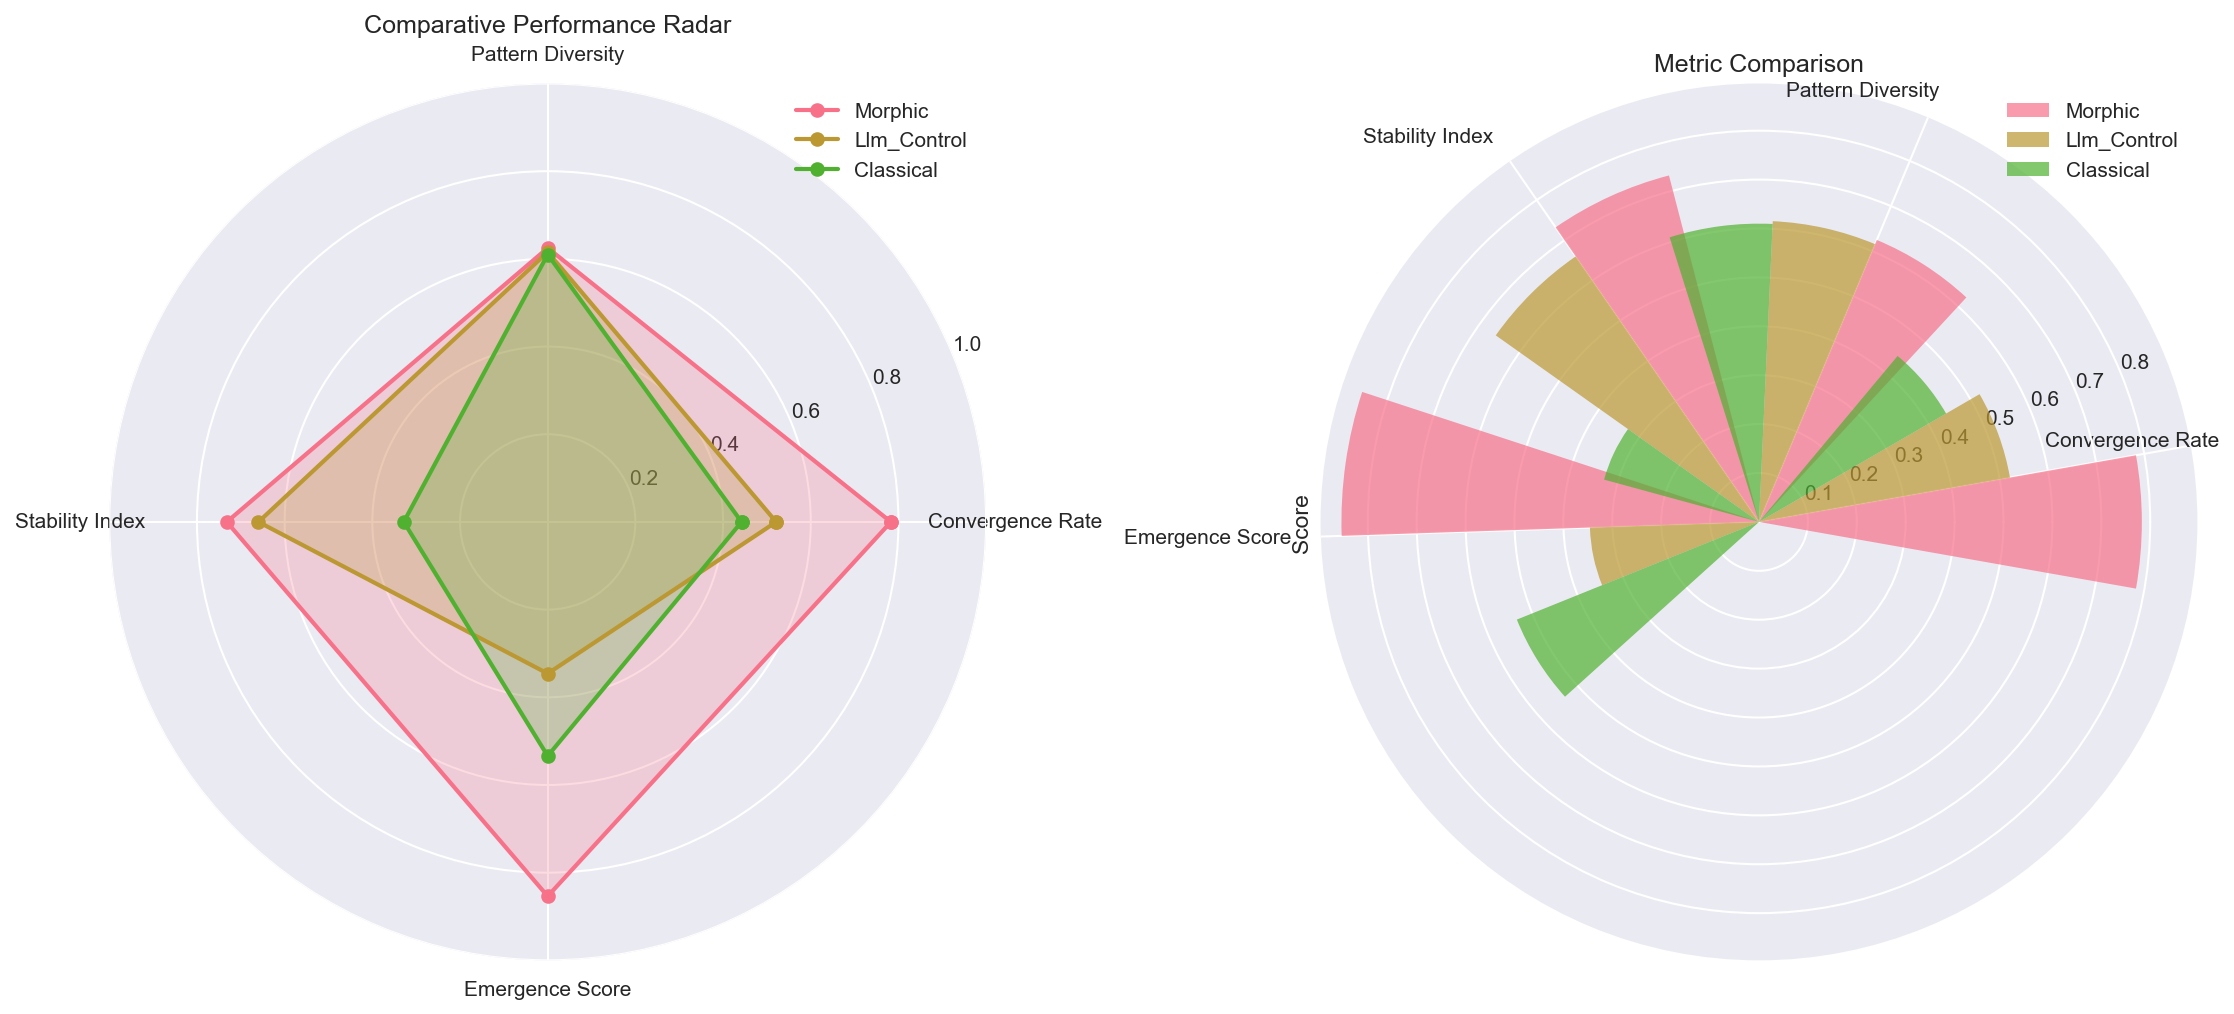 Comparative Performance Radar
Pattern Diversity
Morphic
Llm_Control
Classical
1.0
0.8
0.6
0.4
0.2
Stability Index
Convergence Rate
Emergence Score
Metric Comparison
Pattern Diversity
Morphic
Llm_Control
Classical
Stability Index
0.8
0.7
0.6
0.5
0.4
0.3
0.2
0.1
Convergence Rate
Emergence Score
Score